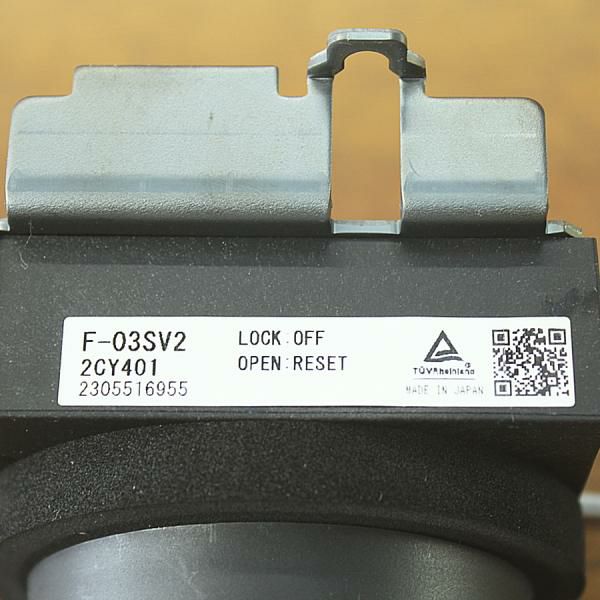 F-03SV2
2CY401
2305516955
LOCK:OFF
OPEN:RESET
TÜVRheinland
MADE IN JAPAN